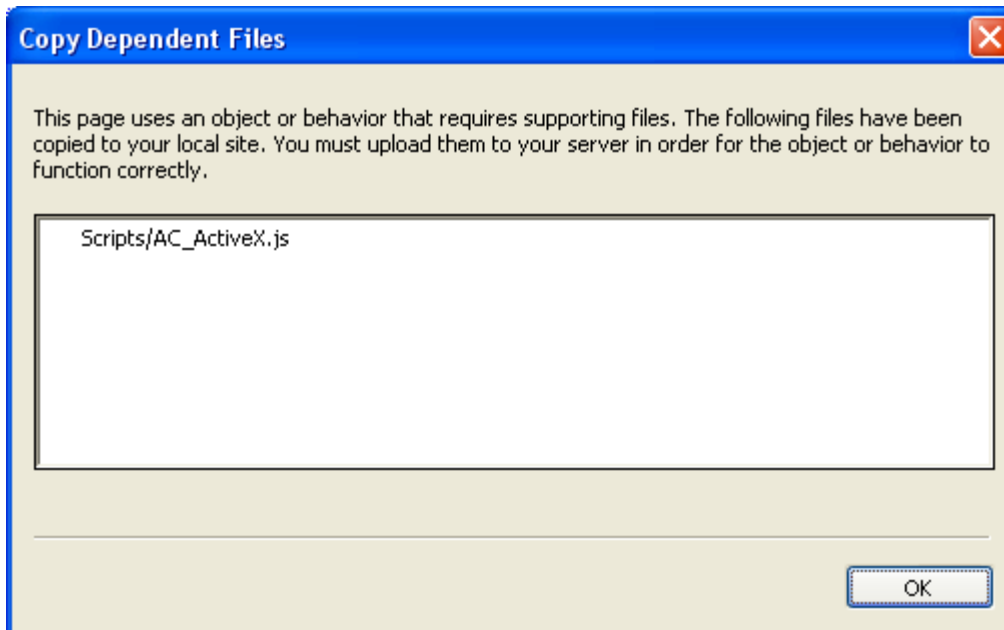 Copy Dependent Files
This page uses an object or behavior that requires supporting files. The following files have been
copied to your local site. You must upload them to your server in order for the object or behavior to
function correctly.
Scripts/AC_ActiveX.js
OK